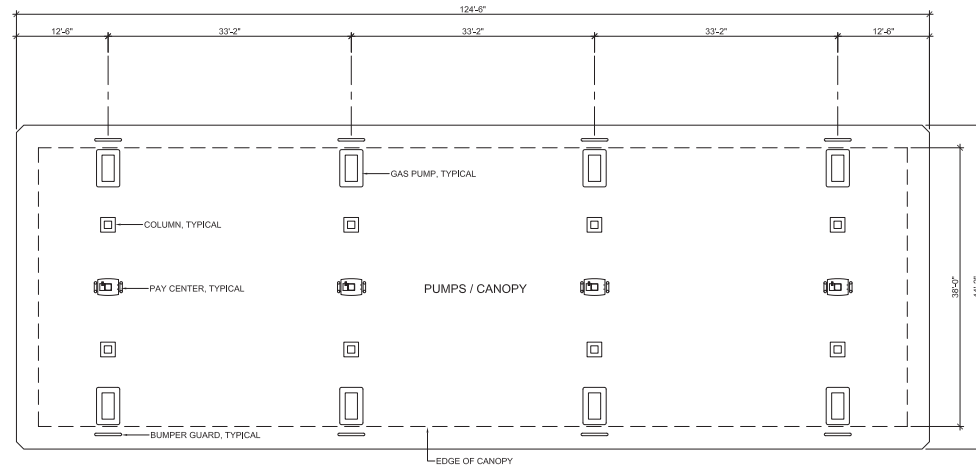 124'-6"
12'-6"
33'-2"
33'-2"
33'-2"
12'-6"
GAS PUMP, TYPICAL
COLUMN, TYPICAL
PAY CENTER, TYPICAL
PUMPS / CANOPY
38'-0"
BUMPER GUARD, TYPICAL
EDGE OF CANOPY